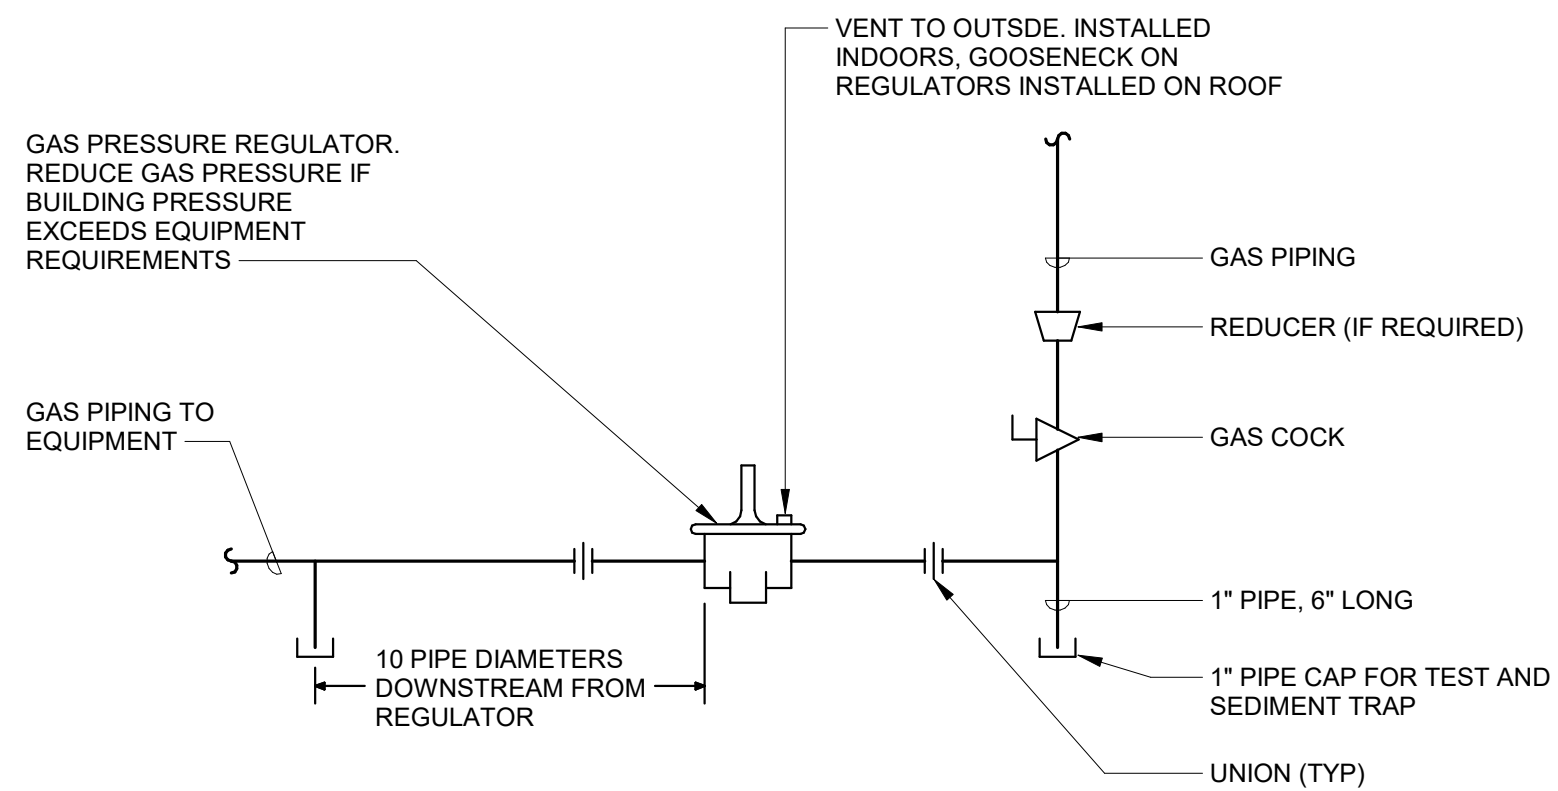 VENT TO OUTSDE. INSTALLED
INDOORS, GOOSENECK ON
REGULATORS INSTALLED ON ROOF
GAS PRESSURE REGULATOR.
REDUCE GAS PRESSURE IF
BUILDING PRESSURE
EXCEEDS EQUIPMENT
REQUIREMENTS
GAS PIPING
REDUCER (IF REQUIRED)
GAS PIPING TO
EQUIPMENT
GAS COCK
1" PIPE, 6" LONG
10 PIPE DIAMETERS
DOWNSTREAM FROM
REGULATOR
1" PIPE CAP FOR TEST AND
SEDIMENT TRAP
UNION (TYP)